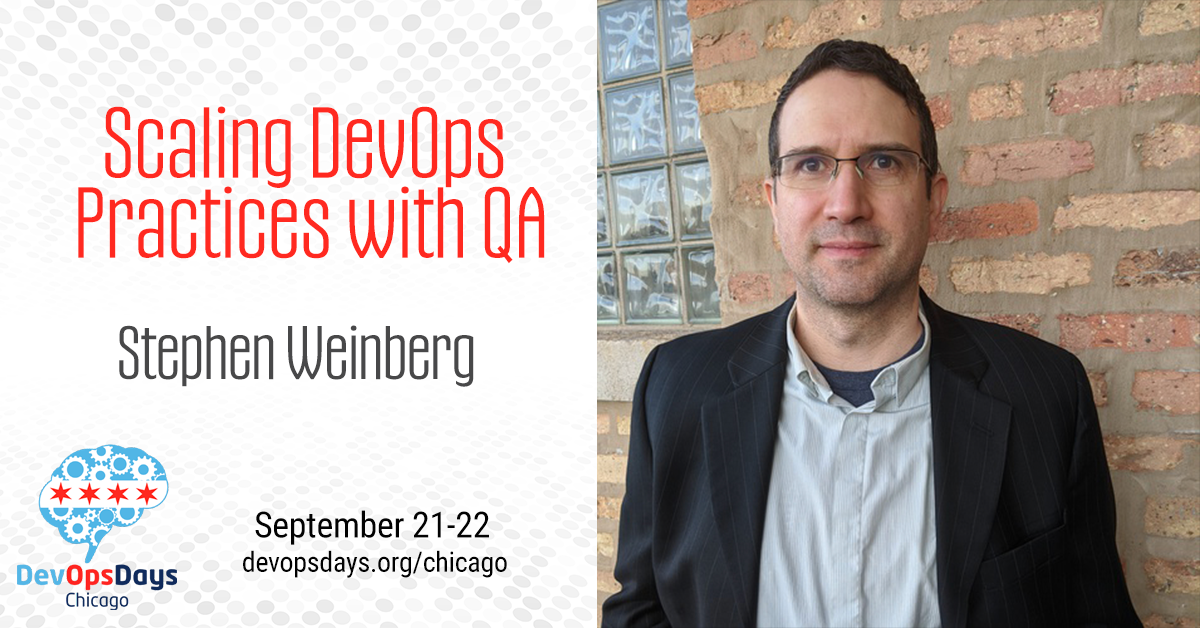 Scaling DevOps
Practices with QA
Stephen Weinberg
September 21-22
devopsdays.org/chicago
DevOpsDays
Chicago